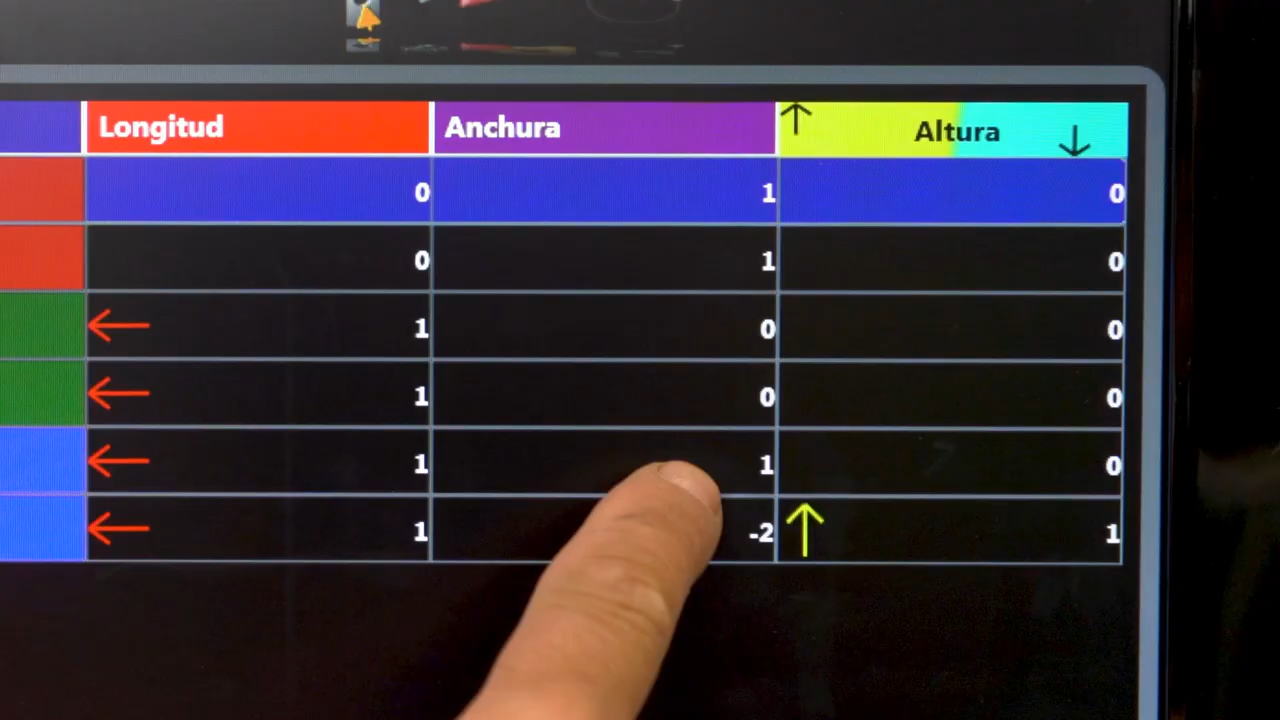 Longitud Anchura ↑ Altura ↓
0 1 0
0 1 0
← 1 0 0
← 1 0 0
← 1 1 0
← 1 -2 ↑ 1